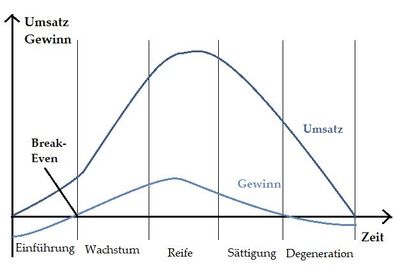 Umsatz
Gewinn
Umsatz
Break-
Even
Gewinn
Zeit
Einführung
Wachstum
Reife
Sättigung
Degeneration